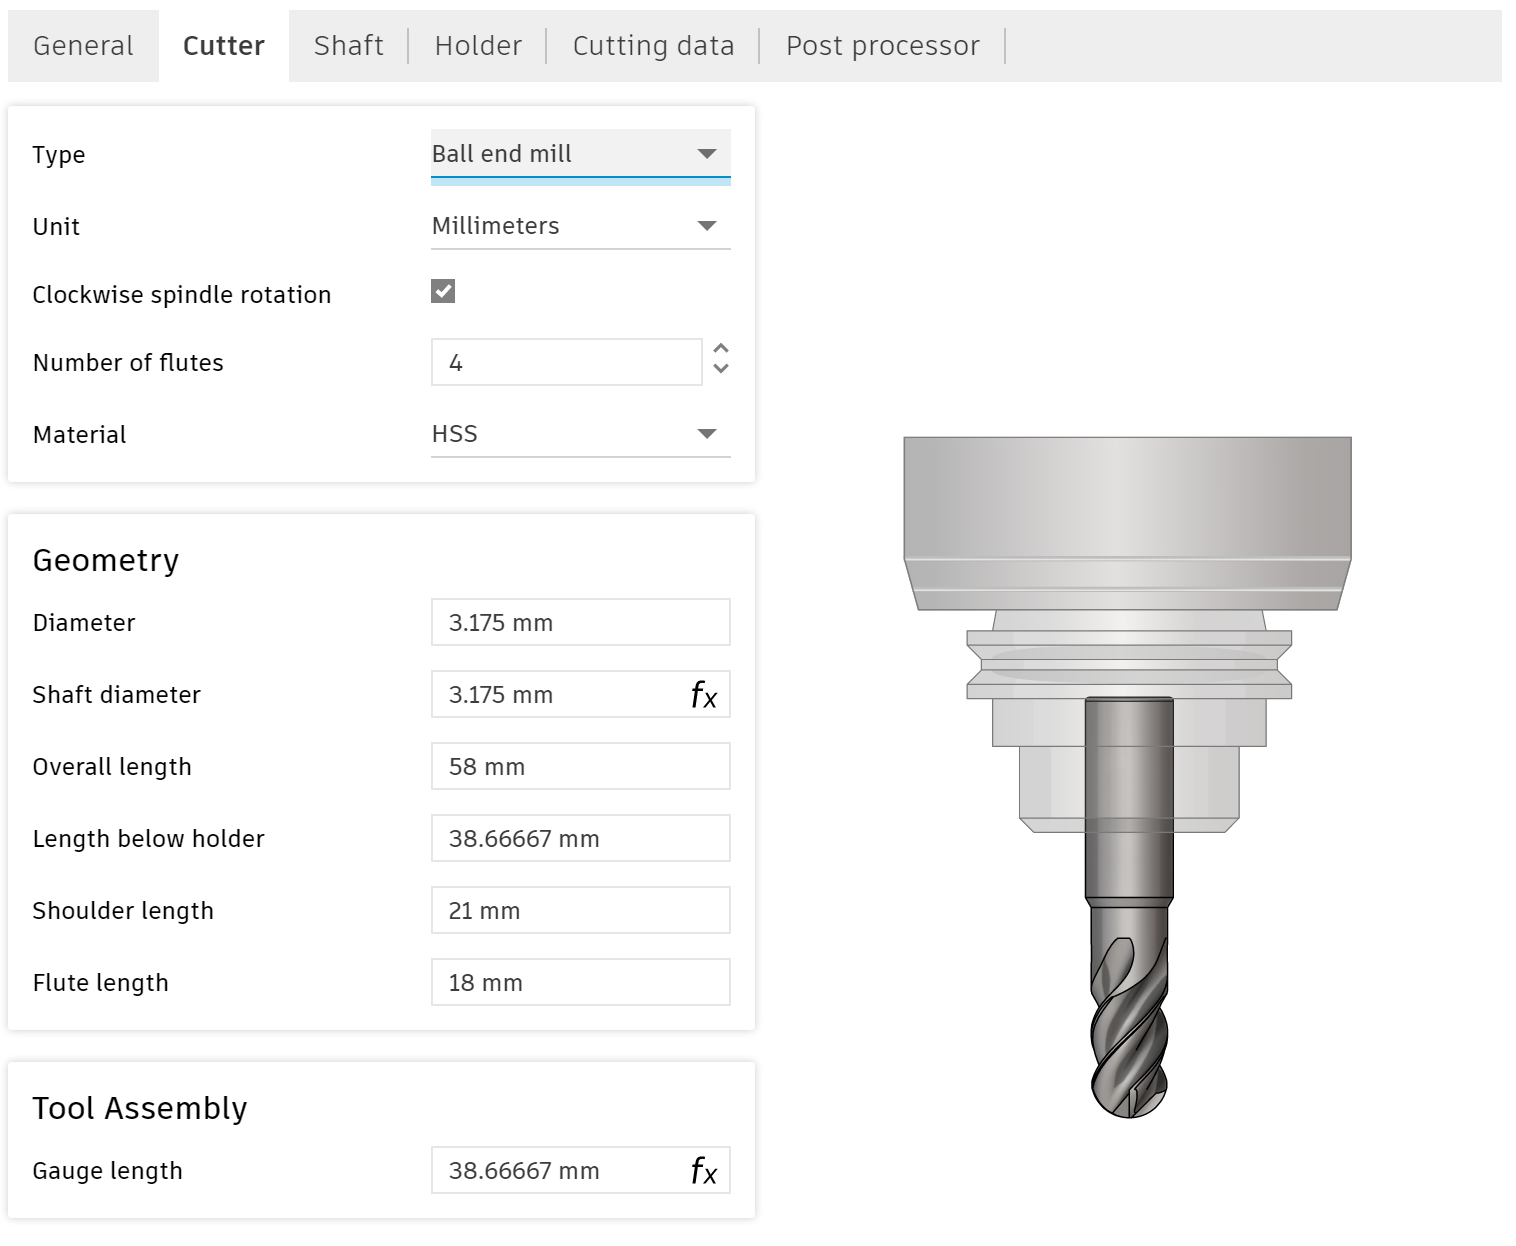 General Cutter Shaft Holder Cutting data Post processor
Type Ball end mill
Unit Millimeters
Clockwise spindle rotation
Number of flutes 4
Material HSS
Geometry
Diameter 3.175 mm
Shaft diameter 3.175 mm fx
Overall length 58 mm
Length below holder 38.66667 mm
Shoulder length 21 mm
Flute length 18 mm
Tool Assembly
Gauge length 38.66667 mm fx